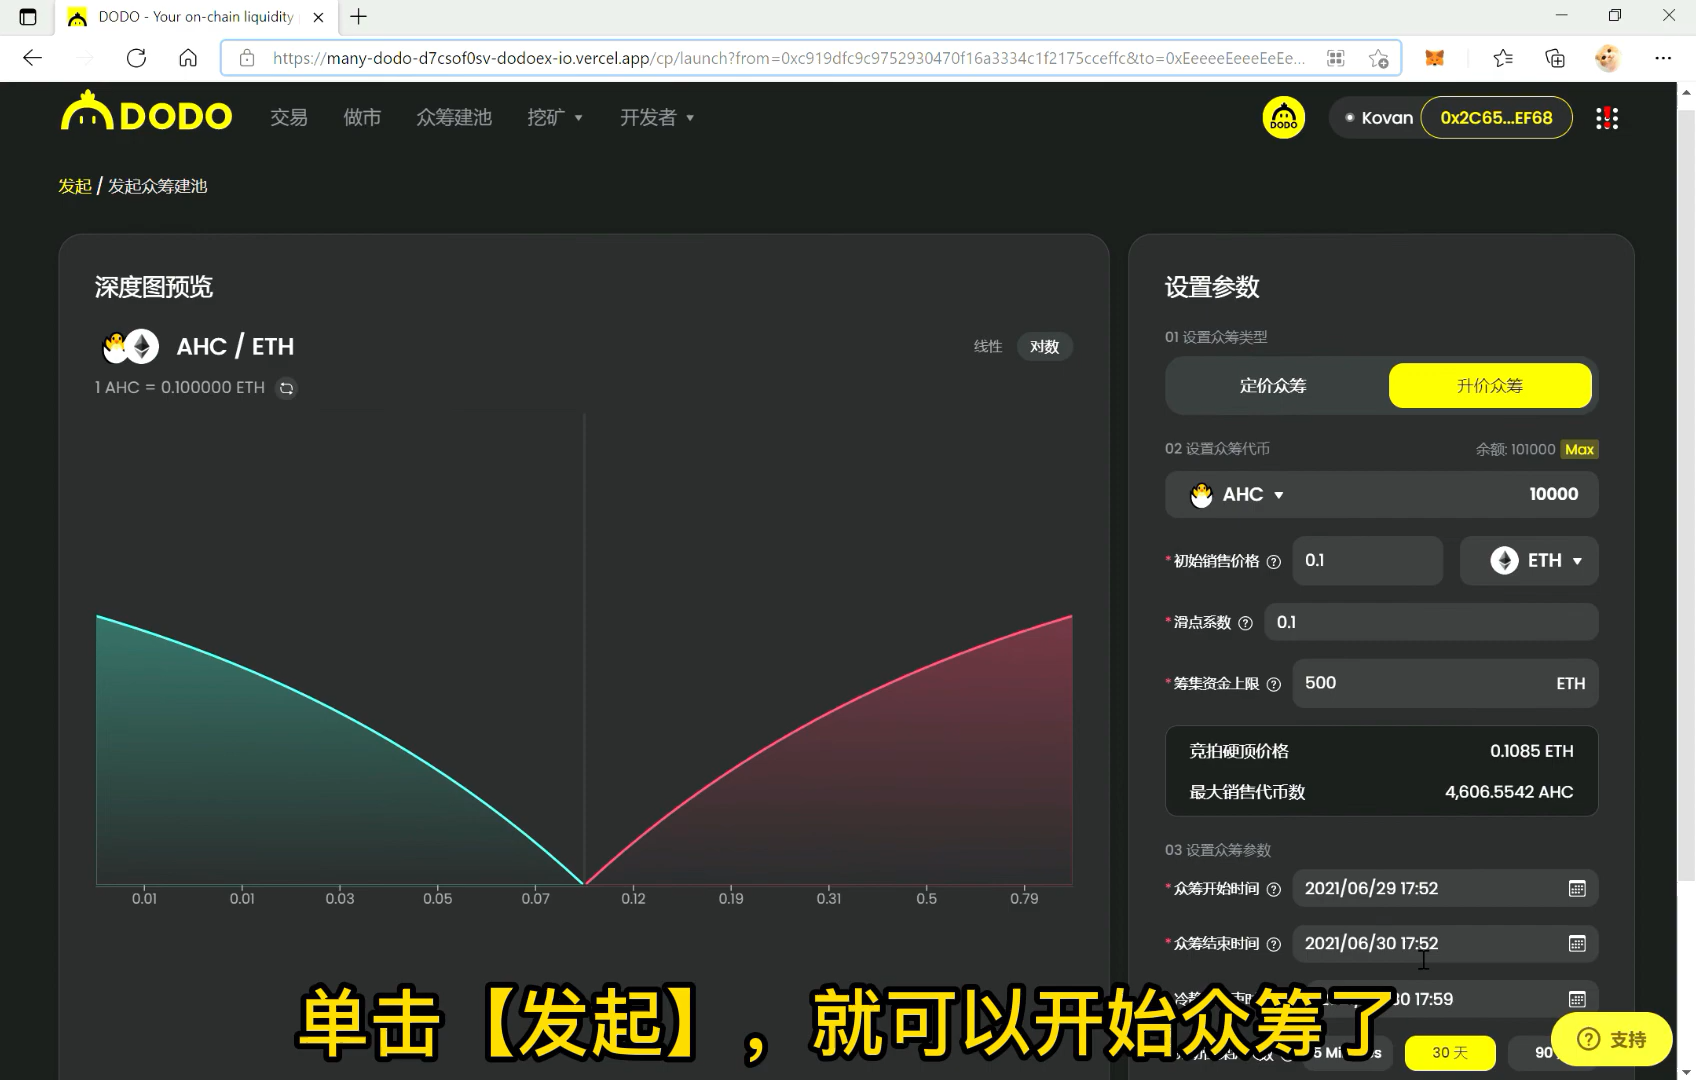 DODO - Your on-chain liquidity
https://many-dodo-d7csof0sv-dodoex-io.vercel.app/cp/launch?from=0xc919dfc9c9752930470f16a3334c1f2175cceffc&to=0xEeeeeEeeeEeEe...
DODO 交易 做市 众筹建池 挖矿 开发者 DODO Kovan 0x2C65...EF68
发起 / 发起众筹建池
深度图预览
AHC / ETH
线性 对数
1 AHC = 0.100000 ETH
0.01 0.01 0.03 0.05 0.07 0.12 0.19 0.31 0.5 0.79
设置参数
01 设置众筹类型
定价众筹 升价众筹
02 设置众筹代币 余额: 101000 Max
AHC 10000
*初始销售价格 0.1 ETH
*滑点系数 0.1
*筹集资金上限 500 ETH
竞拍硬顶价格 0.1085 ETH
最大销售代币数 4,606.5542 AHC
03 设置众筹参数
*众筹开始时间 2021/06/29 17:52
*众筹结束时间 2021/06/30 17:52
30 17:59
30 天 90
支持
单击【发起】，就可以开始众筹了